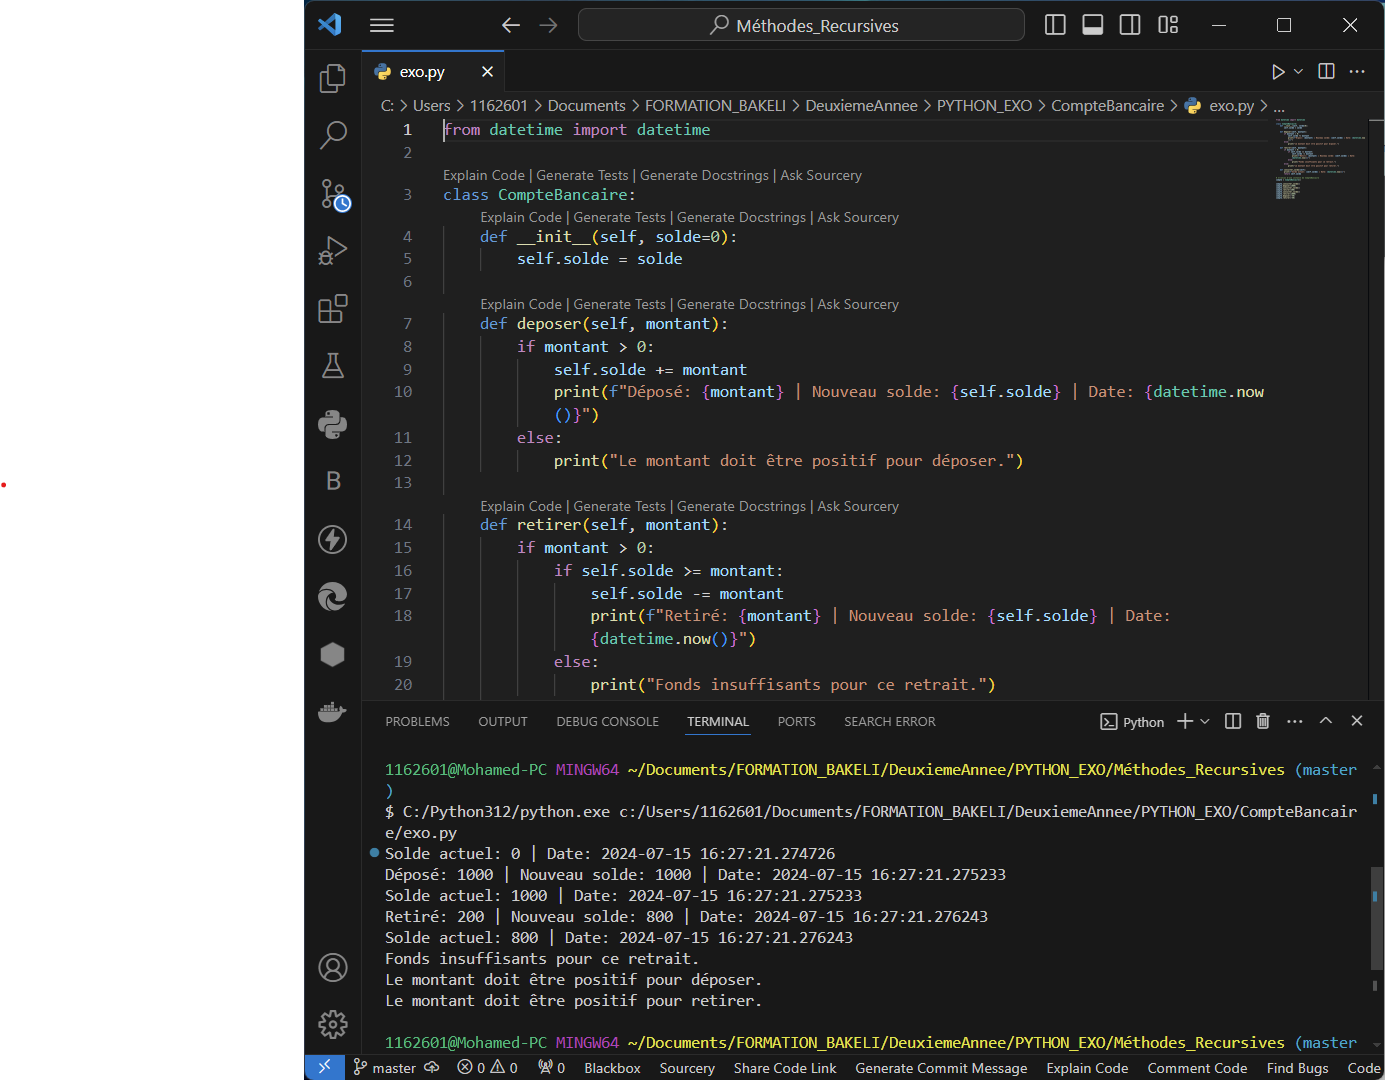 Méthodes_Recursives
exo.py
C: > Users > 1162601 > Documents > FORMATION_BAKELI > DeuxiemeAnnee > PYTHON_EXO > CompteBancaire > exo.py > ...
1 from datetime import datetime
2
Explain Code | Generate Tests | Generate Docstrings | Ask Sourcery
3 class CompteBancaire:
Explain Code | Generate Tests | Generate Docstrings | Ask Sourcery
4 def __init__(self, solde=0):
5 self.solde = solde
6
Explain Code | Generate Tests | Generate Docstrings | Ask Sourcery
7 def deposer(self, montant):
8 if montant > 0:
9 self.solde += montant
10 print(f"Déposé: {montant} | Nouveau solde: {self.solde} | Date: {datetime.now
()}")
11 else:
12 print("Le montant doit être positif pour déposer.")
13
Explain Code | Generate Tests | Generate Docstrings | Ask Sourcery
14 def retirer(self, montant):
15 if montant > 0:
16 if self.solde >= montant:
17 self.solde -= montant
18 print(f"Retiré: {montant} | Nouveau solde: {self.solde} | Date:
{datetime.now()}")
19 else:
20 print("Fonds insuffisants pour ce retrait.")
PROBLEMS OUTPUT DEBUG CONSOLE TERMINAL PORTS SEARCH ERROR Python
1162601@Mohamed-PC MINGW64 ~/Documents/FORMATION_BAKELI/DeuxiemeAnnee/PYTHON_EXO/Méthodes_Recursives (master
)
$ C:/Python312/python.exe c:/Users/1162601/Documents/FORMATION_BAKELI/DeuxiemeAnnee/PYTHON_EXO/CompteBancair
e/exo.py
Solde actuel: 0 | Date: 2024-07-15 16:27:21.274726
Déposé: 1000 | Nouveau solde: 1000 | Date: 2024-07-15 16:27:21.275233
Solde actuel: 1000 | Date: 2024-07-15 16:27:21.275233
Retiré: 200 | Nouveau solde: 800 | Date: 2024-07-15 16:27:21.276243
Solde actuel: 800 | Date: 2024-07-15 16:27:21.276243
Fonds insuffisants pour ce retrait.
Le montant doit être positif pour déposer.
Le montant doit être positif pour retirer.
1162601@Mohamed-PC MINGW64 ~/Documents/FORMATION_BAKELI/DeuxiemeAnnee/PYTHON_EXO/Méthodes_Recursives (master
master 0 0 0 Blackbox Sourcery Share Code Link Generate Commit Message Explain Code Comment Code Find Bugs Code